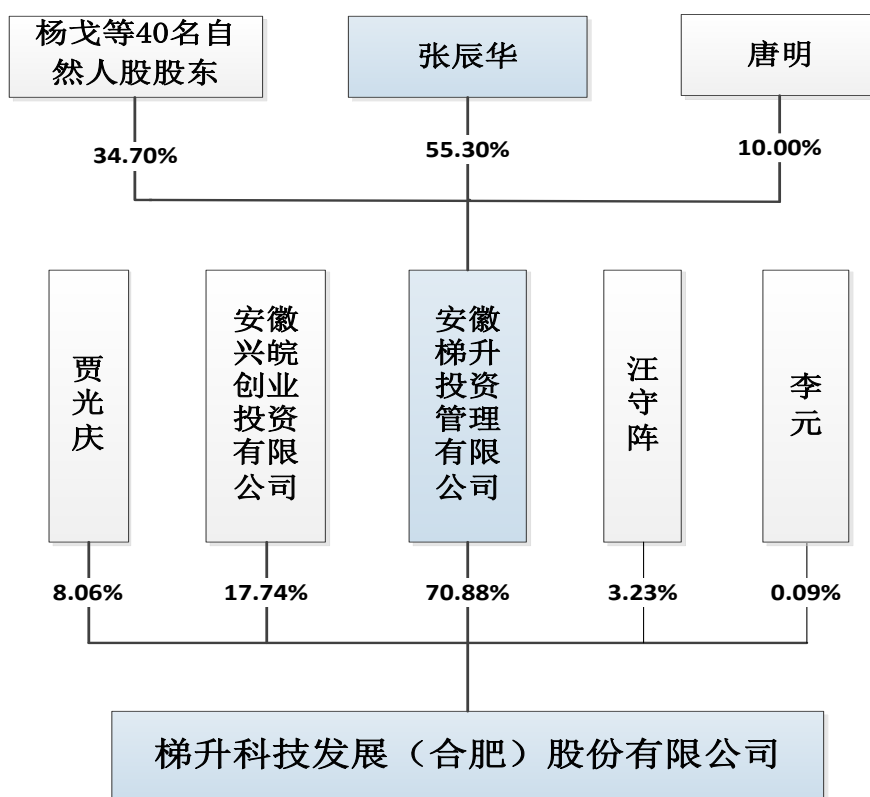 杨戈等40名自
然人股股东
张辰华
唐明
34.70%
55.30%
10.00%
贾光庆
安徽
兴皖
创业
投资
有限
公司
安徽
梯升
投资
管理
有限
公司
汪守阵
李元
8.06%
17.74%
70.88%
3.23%
0.09%
梯升科技发展（合肥）股份有限公司